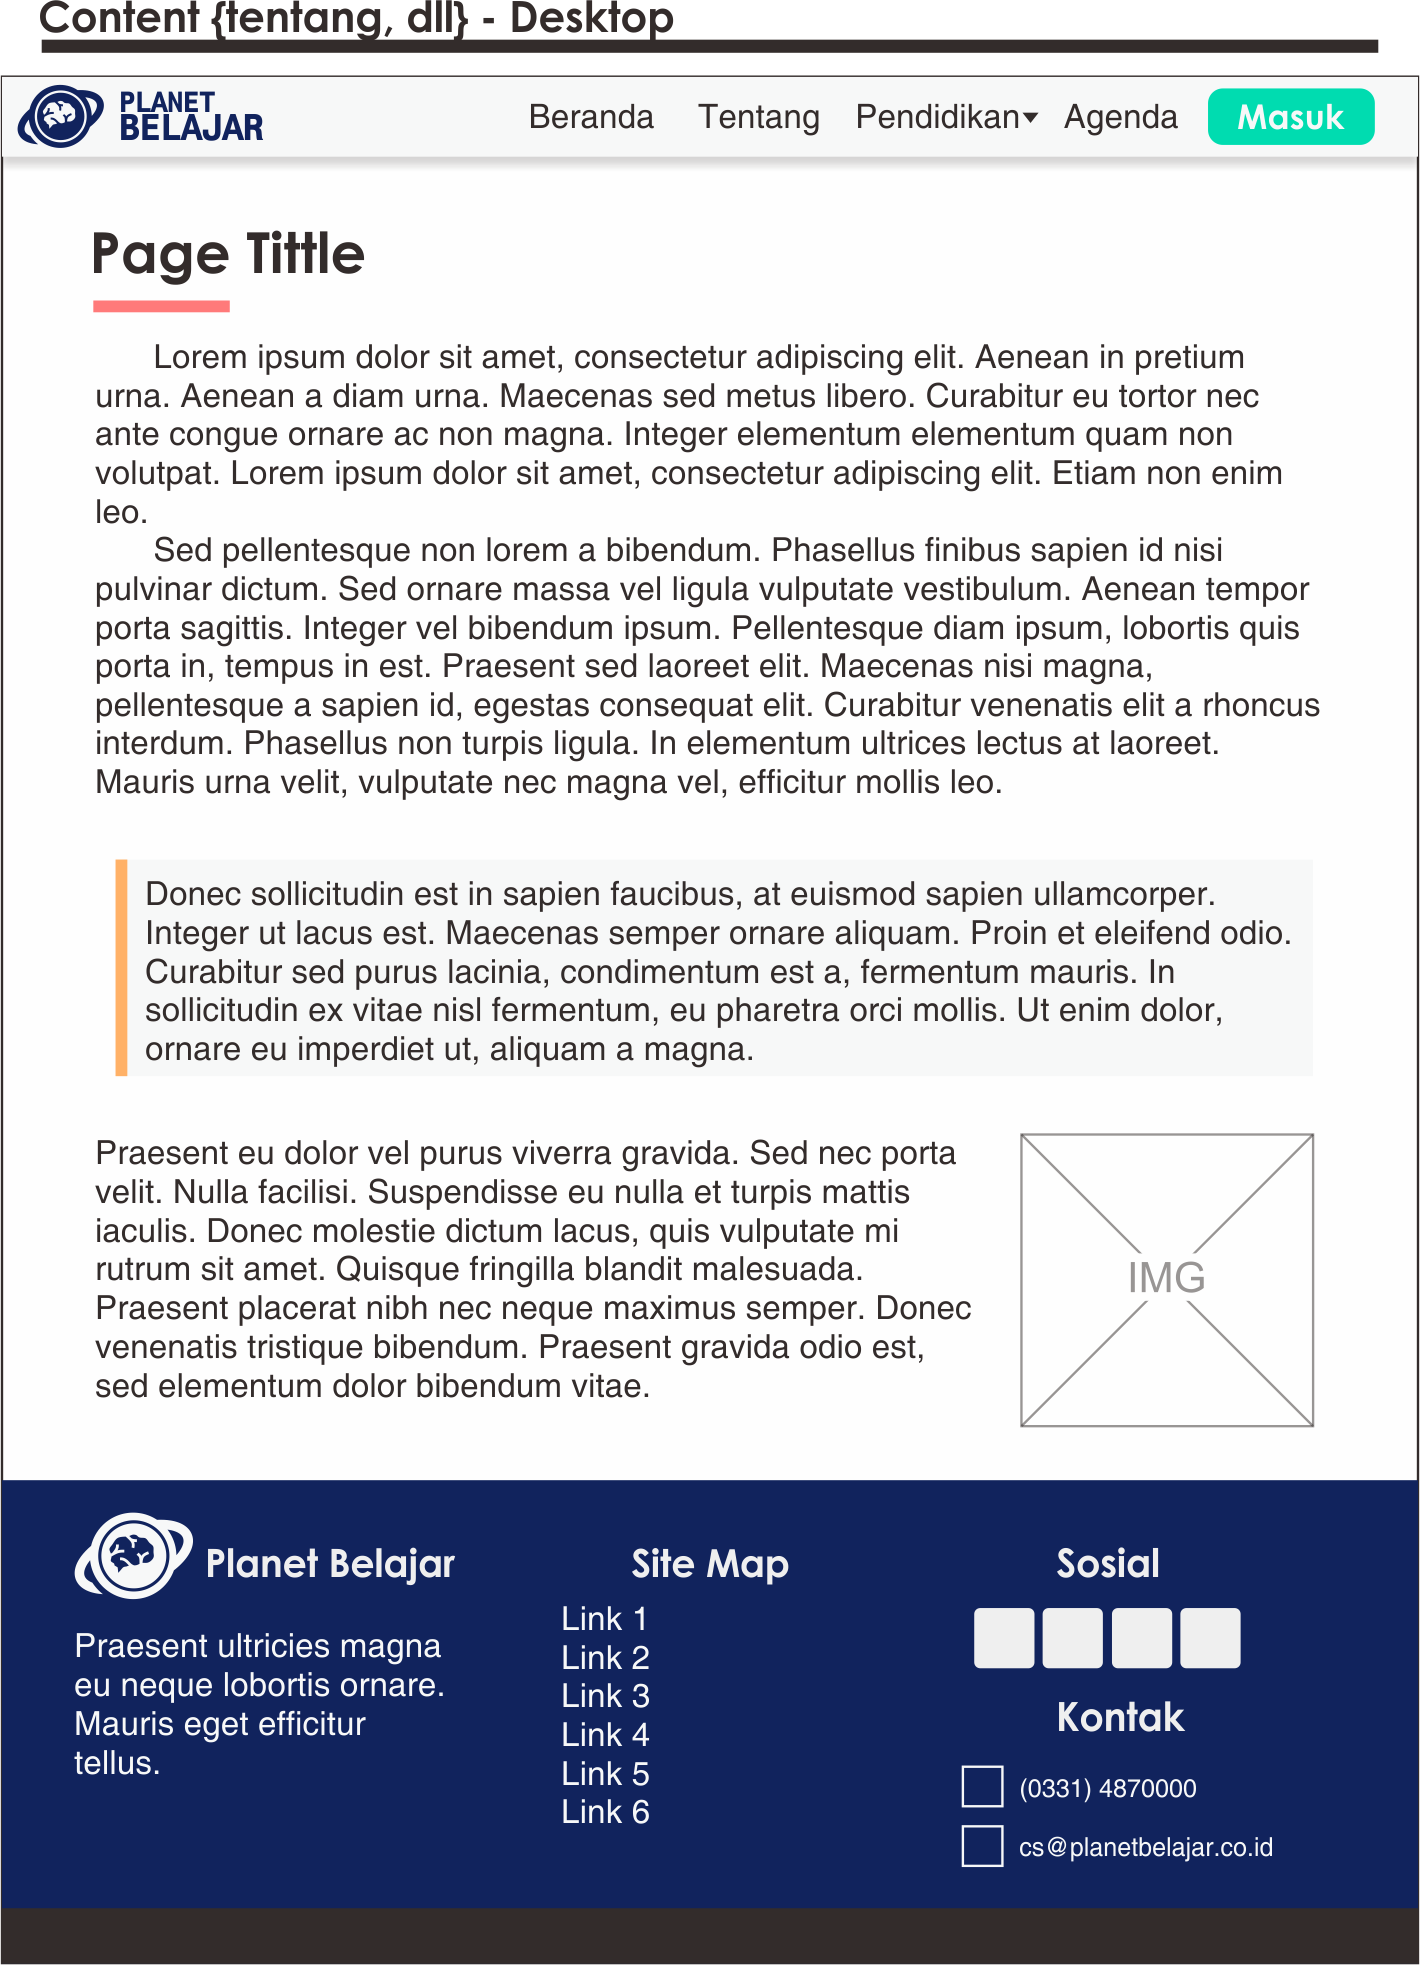 Content {tentang, dll} - Desktop
PLANET
BELAJAR
Beranda Tentang Pendidikan Agenda Masuk
Page Tittle
Lorem ipsum dolor sit amet, consectetur adipiscing elit. Aenean in pretium
urna. Aenean a diam urna. Maecenas sed metus libero. Curabitur eu tortor nec
ante congue ornare ac non magna. Integer elementum elementum quam non
volutpat. Lorem ipsum dolor sit amet, consectetur adipiscing elit. Etiam non enim
leo.
Sed pellentesque non lorem a bibendum. Phasellus finibus sapien id nisi
pulvinar dictum. Sed ornare massa vel ligula vulputate vestibulum. Aenean tempor
porta sagittis. Integer vel bibendum ipsum. Pellentesque diam ipsum, lobortis quis
porta in, tempus in est. Praesent sed laoreet elit. Maecenas nisi magna,
pellentesque a sapien id, egestas consequat elit. Curabitur venenatis elit a rhoncus
interdum. Phasellus non turpis ligula. In elementum ultrices lectus at laoreet.
Mauris urna velit, vulputate nec magna vel, efficitur mollis leo.
Donec sollicitudin est in sapien faucibus, at euismod sapien ullamcorper.
Integer ut lacus est. Maecenas semper ornare aliquam. Proin et eleifend odio.
Curabitur sed purus lacinia, condimentum est a, fermentum mauris. In
sollicitudin ex vitae nisl fermentum, eu pharetra orci mollis. Ut enim dolor,
ornare eu imperdiet ut, aliquam a magna.
Praesent eu dolor vel purus viverra gravida. Sed nec porta
velit. Nulla facilisi. Suspendisse eu nulla et turpis mattis
iaculis. Donec molestie dictum lacus, quis vulputate mi
rutrum sit amet. Quisque fringilla blandit malesuada.
Praesent placerat nibh nec neque maximus semper. Donec
venenatis tristique bibendum. Praesent gravida odio est,
sed elementum dolor bibendum vitae.
IMG
Planet Belajar
Praesent ultricies magna
eu neque lobortis ornare.
Mauris eget efficitur
tellus.
Site Map
Link 1
Link 2
Link 3
Link 4
Link 5
Link 6
Sosial
Kontak
(0331) 4870000
cs@planetbelajar.co.id